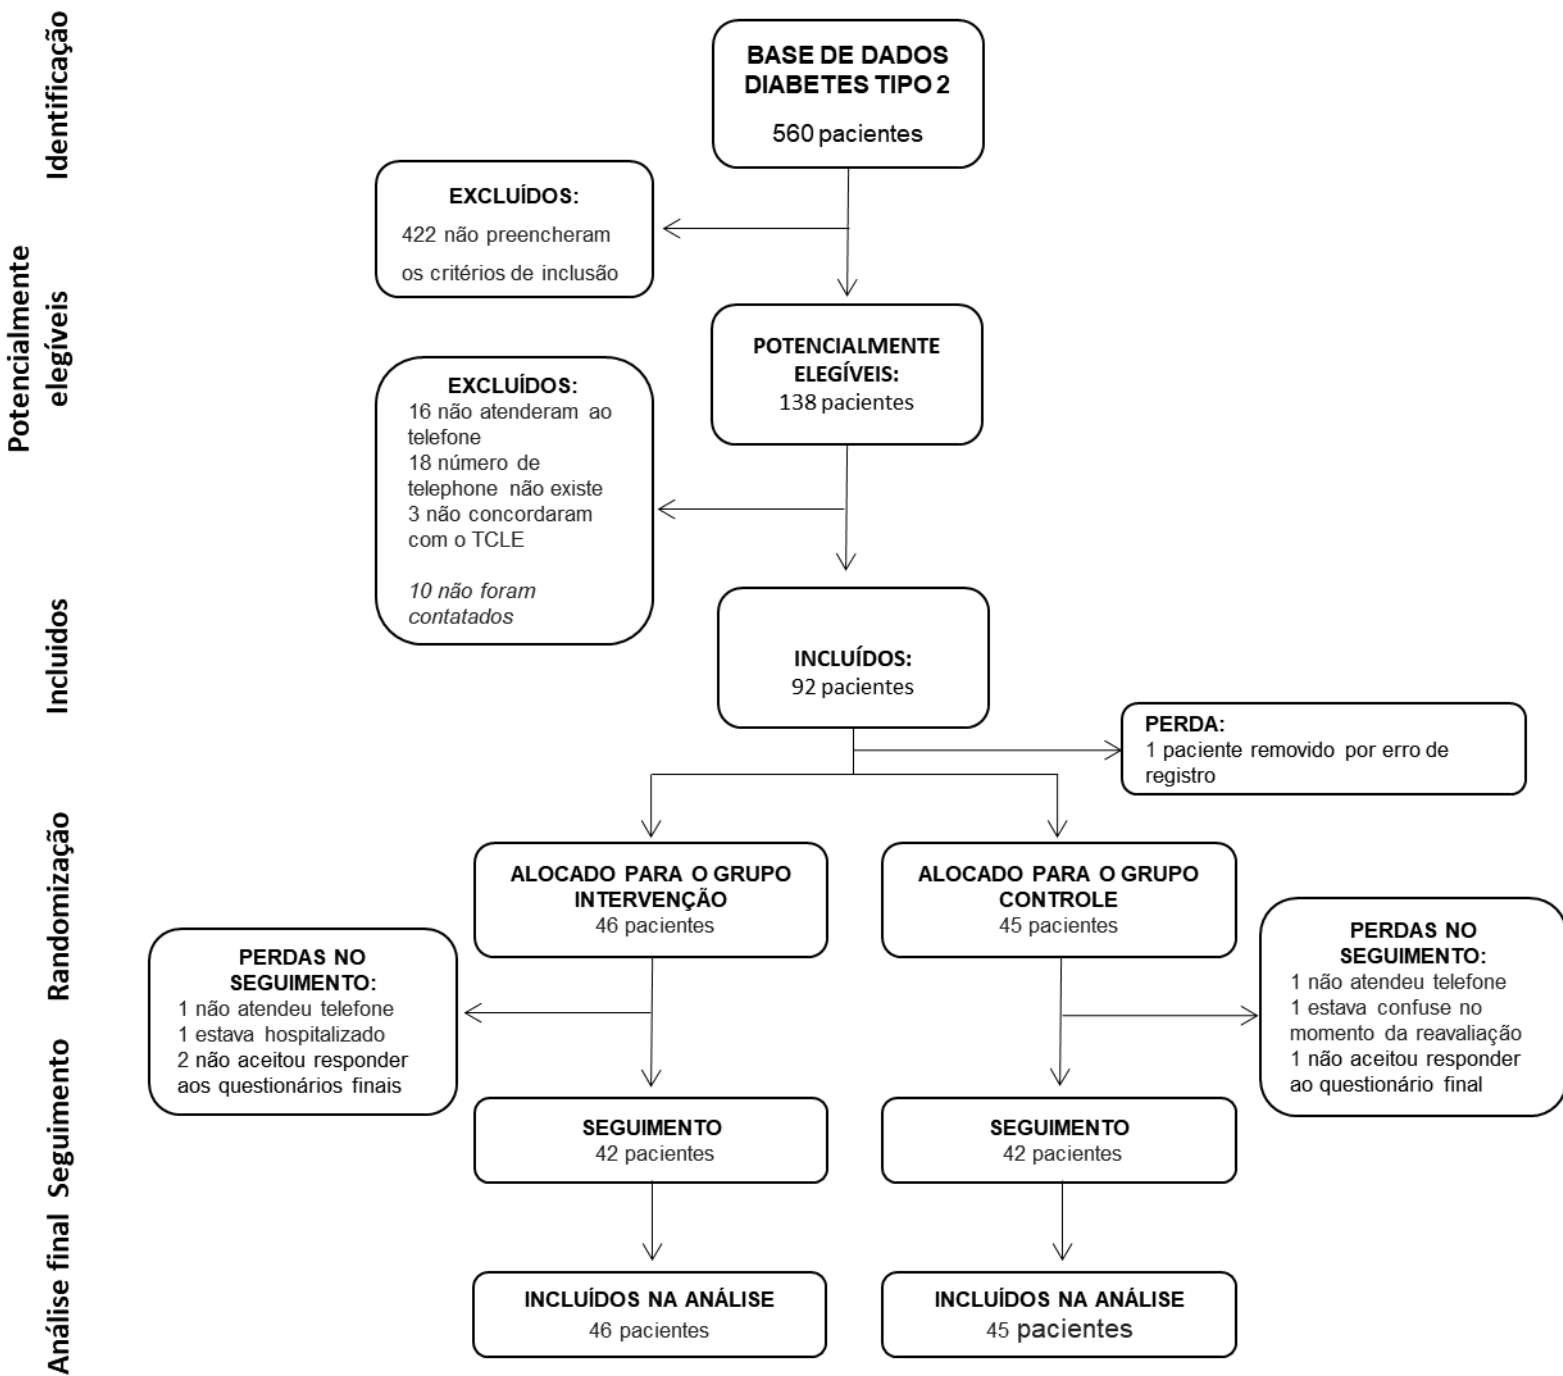 Identificação
BASE DE DADOS
DIABETES TIPO 2
560 pacientes
EXCLUÍDOS:
422 não preencheram
os critérios de inclusão
Potencialmente
elegíveis
POTENCIALMENTE
ELEGÍVEIS:
138 pacientes
EXCLUÍDOS:
16 não atenderam ao
telefone
18 número de
telephone não existe
3 não concordaram
com o TCLE
10 não foram
contatados
Incluidos
INCLUÍDOS:
92 pacientes
PERDA:
1 paciente removido por erro de
registro
Randomização
ALOCADO PARA O GRUPO
INTERVENÇÃO
46 pacientes
ALOCADO PARA O GRUPO
CONTROLE
45 pacientes
PERDAS NO
SEGUIMENTO:
1 não atendeu telefone
1 estava hospitalizado
2 não aceitou responder
aos questionários finais
PERDAS NO
SEGUIMENTO:
1 não atendeu telefone
1 estava confuse no
momento da reavaliação
1 não aceitou responder
ao questionário final
Seguimento
SEGUIMENTO
42 pacientes
SEGUIMENTO
42 pacientes
Análise final
INCLUÍDOS NA ANÁLISE
46 pacientes
INCLUÍDOS NA ANÁLISE
45 pacientes